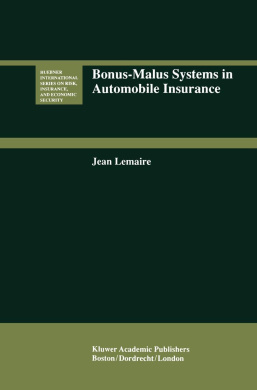 HUEBNER
INTERNATIONAL
SERIES ON RISK,
INSURANCE,
AND ECONOMIC
SECURITY
Bonus-Malus Systems in
Automobile Insurance
Jean Lemaire
Kluwer Academic Publishers
Boston/Dordrecht/London